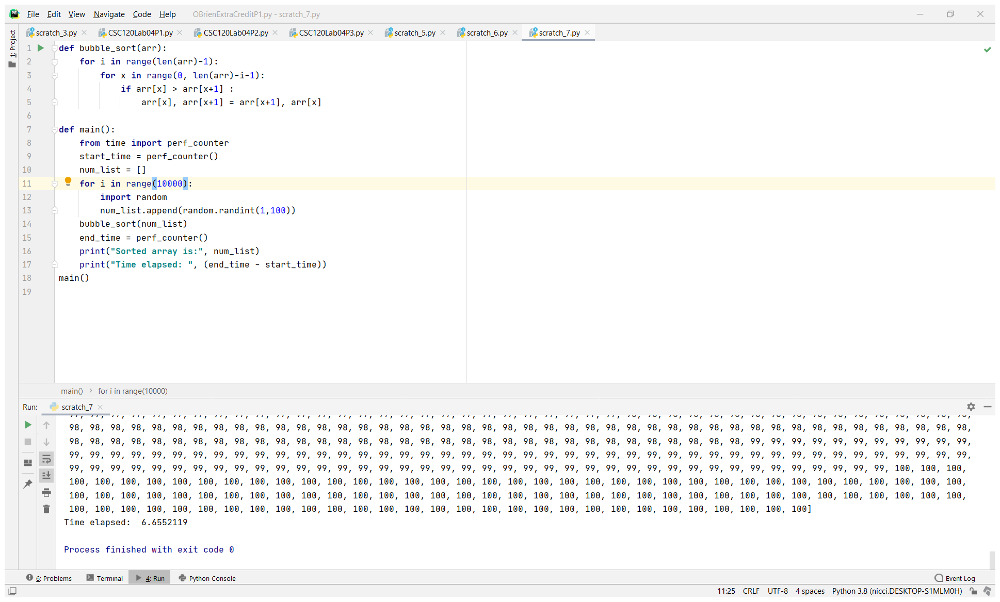 File Edit View Navigate Code Help OBrienExtraCreditP1.py - scratch_7.py
scratch_3.py CSC120Lab04P1.py CSC120Lab04P2.py CSC120Lab04P3.py scratch_5.py scratch_6.py scratch_7.py
1: Project
1 def bubble_sort(arr):
2 for i in range(len(arr)-1):
3 for x in range(0, len(arr)-i-1):
4 if arr[x] > arr[x+1] :
5 arr[x], arr[x+1] = arr[x+1], arr[x]
6
7 def main():
8 from time import perf_counter
9 start_time = perf_counter()
10 num_list = []
11 for i in range(10000):
12 import random
13 num_list.append(random.randint(1,100))
14 bubble_sort(num_list)
15 end_time = perf_counter()
16 print("Sorted array is:", num_list)
17 print("Time elapsed: ", (end_time - start_time))
18 main()
19
main() › for i in range(10000)
Run: scratch_7
98, 98, 98, 98, 98, 98, 98, 98, 98, 98, 98, 98, 98, 98, 98, 98, 98, 98, 98, 98, 98, 98, 98, 98, 98, 98, 98, 98, 98, 98, 98, 98, 98, 98, 98, 98, 98, 98, 98, 98, 98, 98, 98, 98,
98, 98, 98, 98, 98, 98, 98, 98, 98, 98, 98, 98, 98, 98, 98, 98, 98, 98, 98, 98, 98, 98, 98, 98, 98, 98, 98, 98, 98, 98, 98, 98, 98, 99, 99, 99, 99, 99, 99, 99, 99, 99, 99, 99,
99, 99, 99, 99, 99, 99, 99, 99, 99, 99, 99, 99, 99, 99, 99, 99, 99, 99, 99, 99, 99, 99, 99, 99, 99, 99, 99, 99, 99, 99, 99, 99, 99, 99, 99, 99, 99, 99, 99, 99, 99, 99, 99, 99,
99, 99, 99, 99, 99, 99, 99, 99, 99, 99, 99, 99, 99, 99, 99, 99, 99, 99, 99, 99, 99, 99, 99, 99, 99, 99, 99, 99, 99, 99, 99, 99, 99, 99, 99, 99, 99, 99, 99, 99, 100, 100, 100,
100, 100, 100, 100, 100, 100, 100, 100, 100, 100, 100, 100, 100, 100, 100, 100, 100, 100, 100, 100, 100, 100, 100, 100, 100, 100, 100, 100, 100, 100, 100, 100, 100, 100, 100,
100, 100, 100, 100, 100, 100, 100, 100, 100, 100, 100, 100, 100, 100, 100, 100, 100, 100, 100, 100, 100, 100, 100, 100, 100, 100, 100, 100, 100, 100, 100, 100, 100, 100, 100,
100, 100, 100, 100, 100, 100, 100, 100, 100, 100, 100, 100, 100, 100, 100, 100, 100, 100, 100, 100, 100, 100, 100, 100, 100, 100, 100, 100, 100]
Time elapsed:  6.6552119
Process finished with exit code 0
6: Problems Terminal 4: Run Python Console Event Log
11:25 CRLF UTF-8 4 spaces Python 3.8 (nicci.DESKTOP-S1MLM0H)